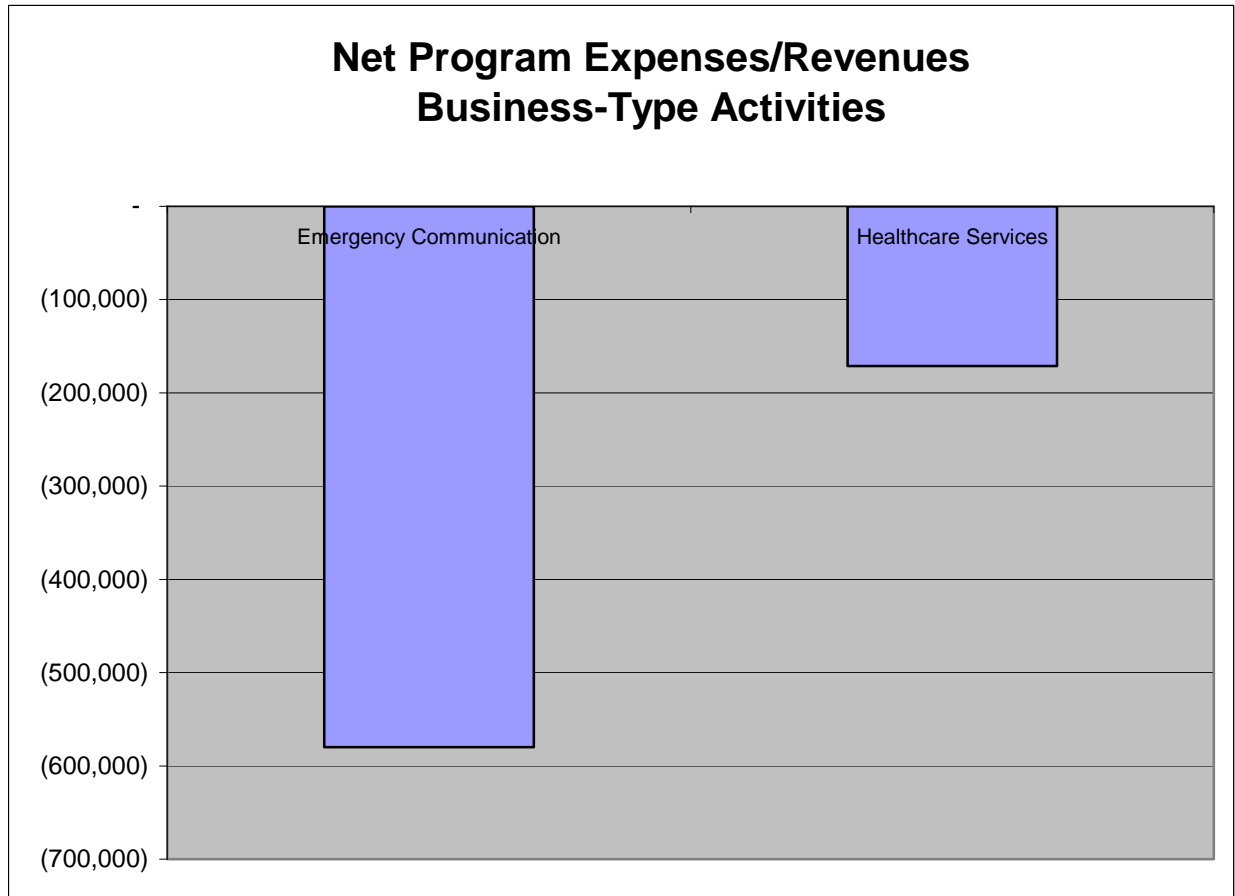 Net Program Expenses/Revenues
Business-Type Activities
-
Emergency Communication
Healthcare Services
(100,000)
(200,000)
(300,000)
(400,000)
(500,000)
(600,000)
(700,000)